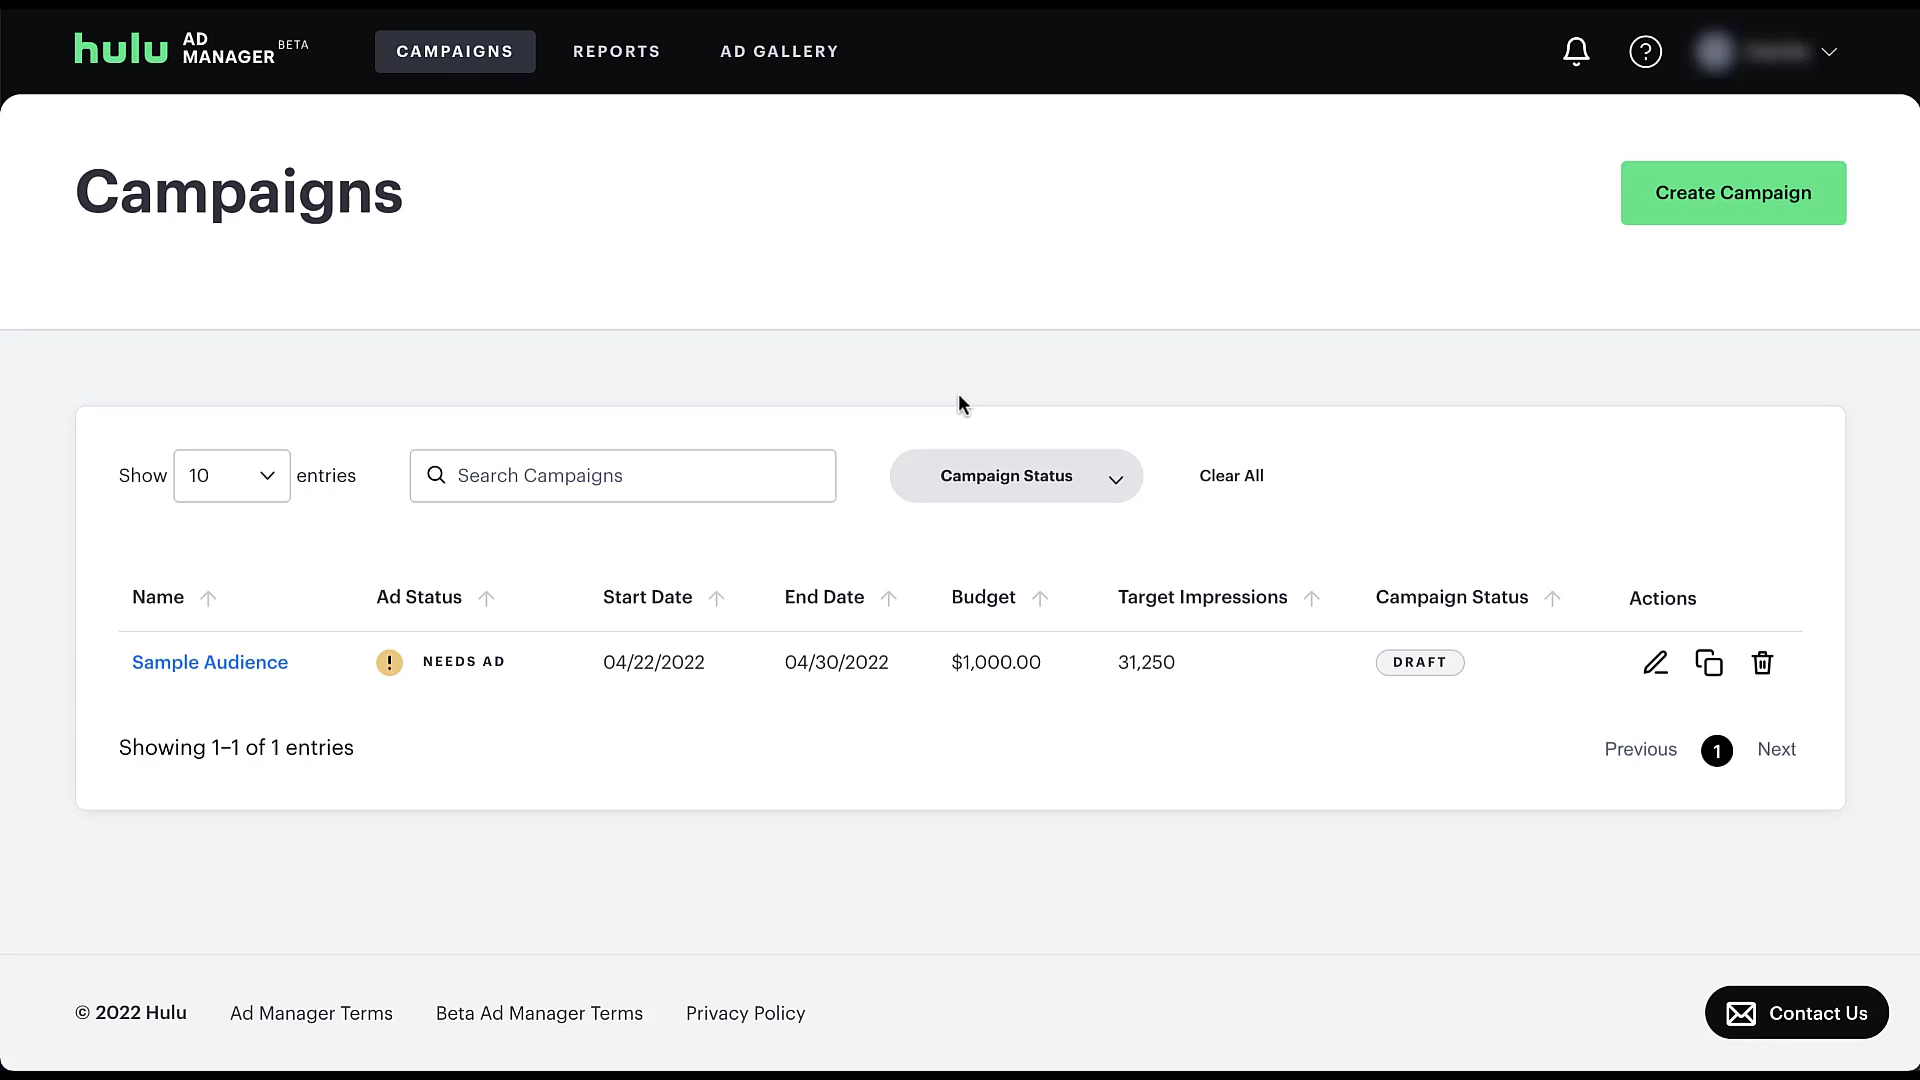 hulu AD MANAGER BETA CAMPAIGNS REPORTS AD GALLERY
Campaigns
Create Campaign
Show 10 entries Search Campaigns Campaign Status Clear All
Name Ad Status Start Date End Date Budget Target Impressions Campaign Status Actions
Sample Audience ! NEEDS AD 04/22/2022 04/30/2022 $1,000.00 31,250 DRAFT
Showing 1–1 of 1 entries Previous 1 Next
© 2022 Hulu Ad Manager Terms Beta Ad Manager Terms Privacy Policy Contact Us